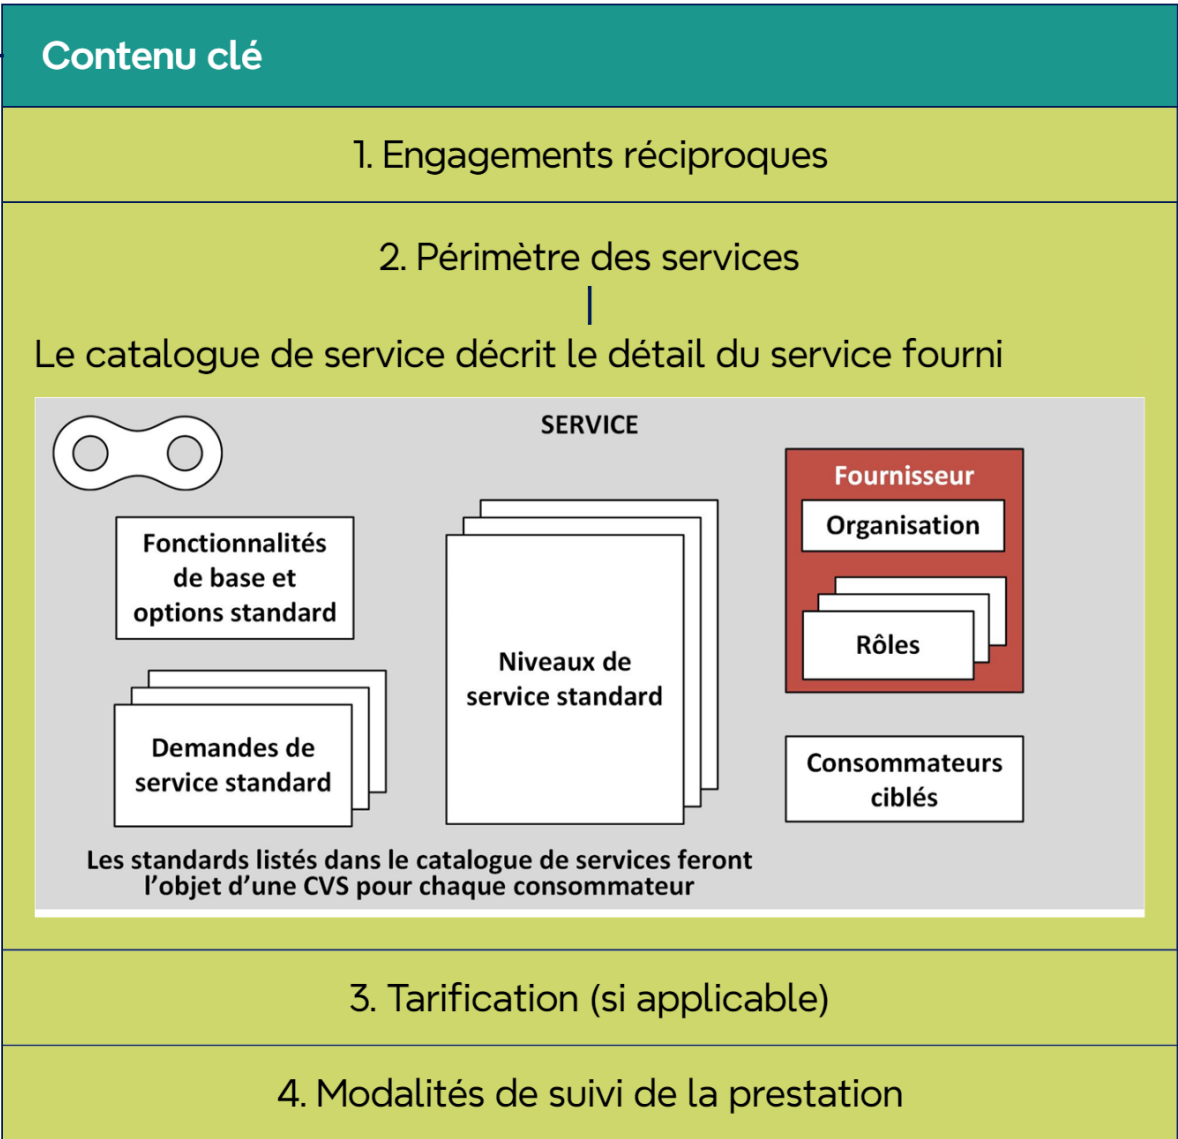 Contenu clé
1. Engagements réciproques
2. Périmètre des services
Le catalogue de service décrit le détail du service fourni
SERVICE
Fonctionnalités
de base et
options standard
Demandes de
service standard
Niveaux de
service standard
Fournisseur
Organisation
Rôles
Consommateurs
ciblés
Les standards listés dans le catalogue de services feront
l'objet d'une CVS pour chaque consommateur
3. Tarification (si applicable)
4. Modalités de suivi de la prestation